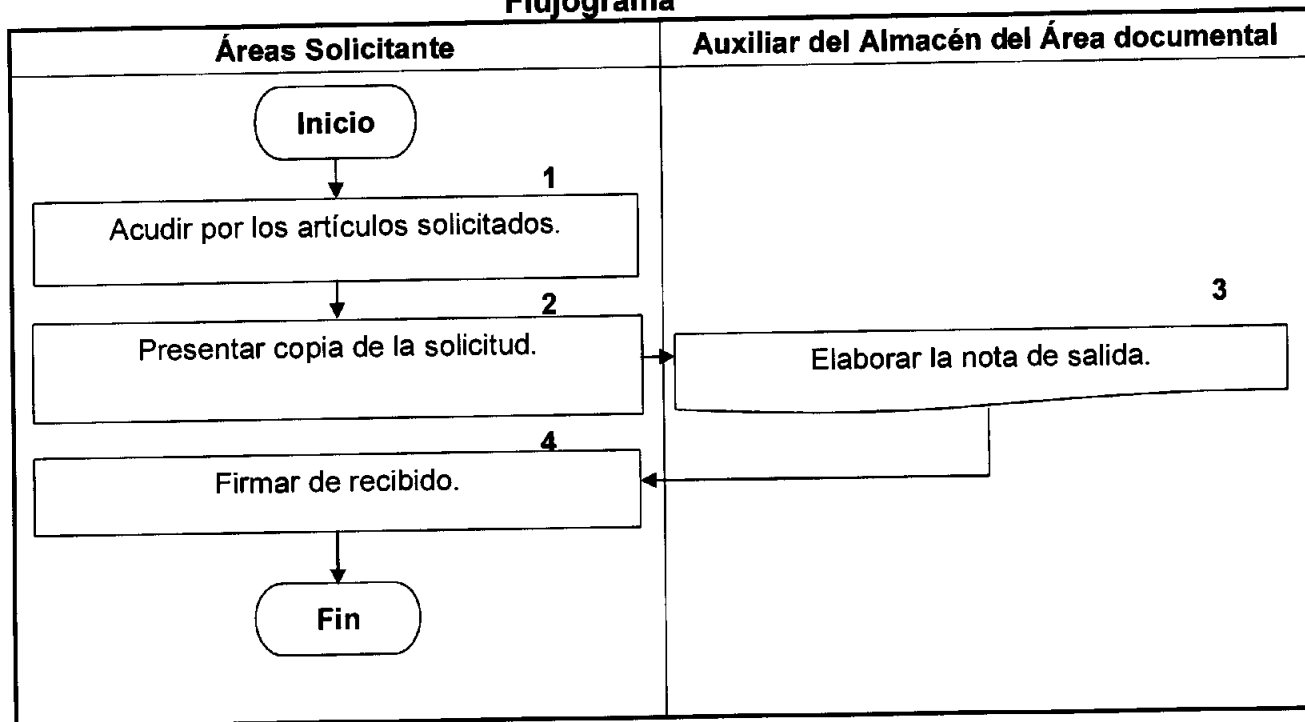 Flujograma
Áreas Solicitante
Auxiliar del Almacén del Área documental
Inicio
1
Acudir por los artículos solicitados.
2
Presentar copia de la solicitud.
3
Elaborar la nota de salida.
4
Firmar de recibido.
Fin